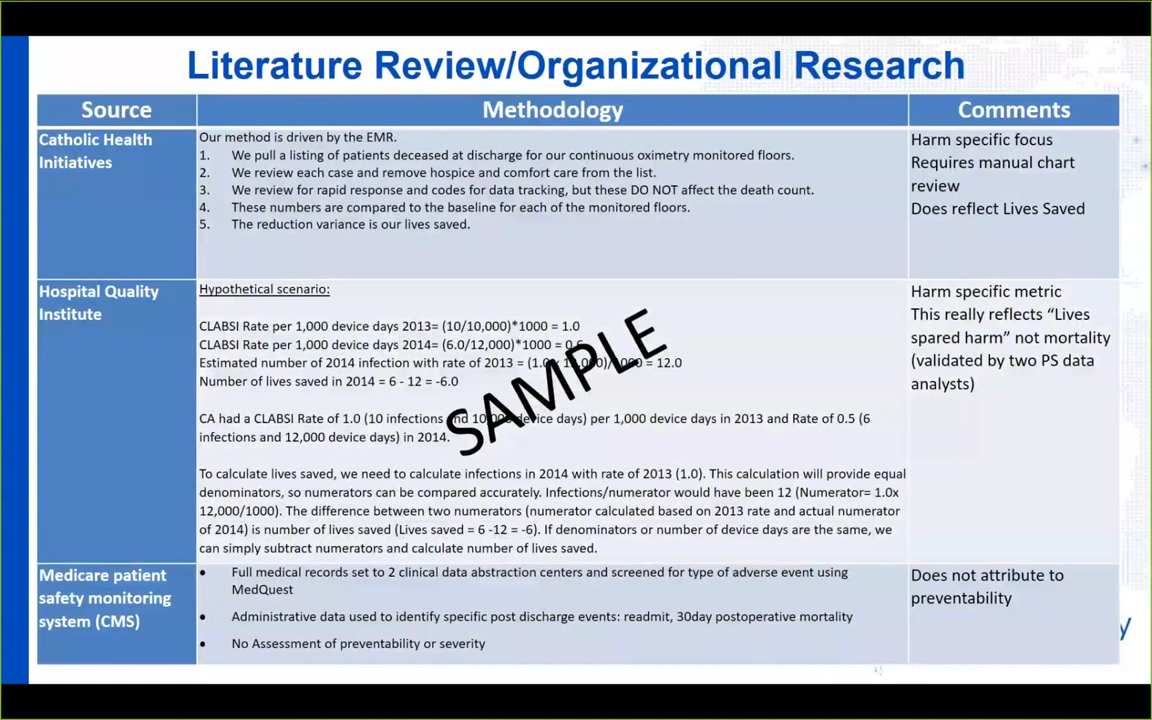 Literature Review/Organizational Research
Source
Methodology
Comments
Catholic Health
Initiatives
Our method is driven by the EMR.
1. We pull a listing of patients deceased at discharge for our continuous oximetry monitored floors.
2. We review each case and remove hospice and comfort care from the list.
3. We review for rapid response and codes for data tracking, but these DO NOT affect the death count.
4. These numbers are compared to the baseline for each of the monitored floors.
5. The reduction variance is our lives saved.
Harm specific focus
Requires manual chart
review
Does reflect Lives Saved
Hospital Quality
Institute
Hypothetical scenario:
CLABSI Rate per 1,000 device days 2013= (10/10,000)*1000 = 1.0
CLABSI Rate per 1,000 device days 2014= (6.0/12,000)*1000 =
Estimated number of 2014 infection with rate of 2013 = = 12.0
Number of lives saved in 2014 = 6 - 12 = -6.0
CA had a CLABSI Rate of 1.0 (10 infections and 10,000 device days) per 1,000 device days in 2013 and Rate of 0.5 (6
infections and 12,000 device days) in 2014.
To calculate lives saved, we need to calculate infections in 2014 with rate of 2013 (1.0). This calculation will provide equal
denominators, so numerators can be compared accurately. Infections/numerator would have been 12 (Numerator= 1.0x
12,000/1000). The difference between two numerators (numerator calculated based on 2013 rate and actual numerator
of 2014) is number of lives saved (Lives saved = 6 -12 = -6). If denominators or number of device days are the same, we
can simply subtract numerators and calculate number of lives saved.
SAMPLE
Harm specific metric
This really reflects “Lives
spared harm” not mortality
(validated by two PS data
analysts)
Medicare patient
safety monitoring
system (CMS)
• Full medical records set to 2 clinical data abstraction centers and screened for type of adverse event using
MedQuest
• Administrative data used to identify specific post discharge events: readmit, 30day postoperative mortality
• No Assessment of preventability or severity
Does not attribute to
preventability
y